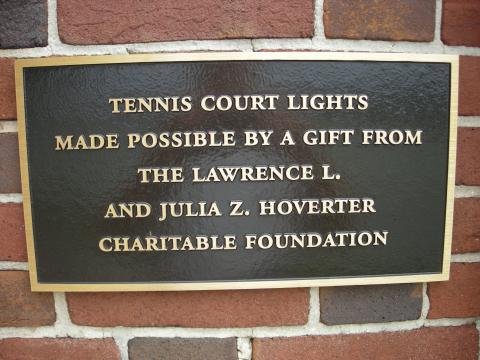 TENNIS COURT LIGHTS
MADE POSSIBLE BY A GIFT FROM
THE LAWRENCE L.
AND JULIA Z. HOVERTER
CHARITABLE FOUNDATION